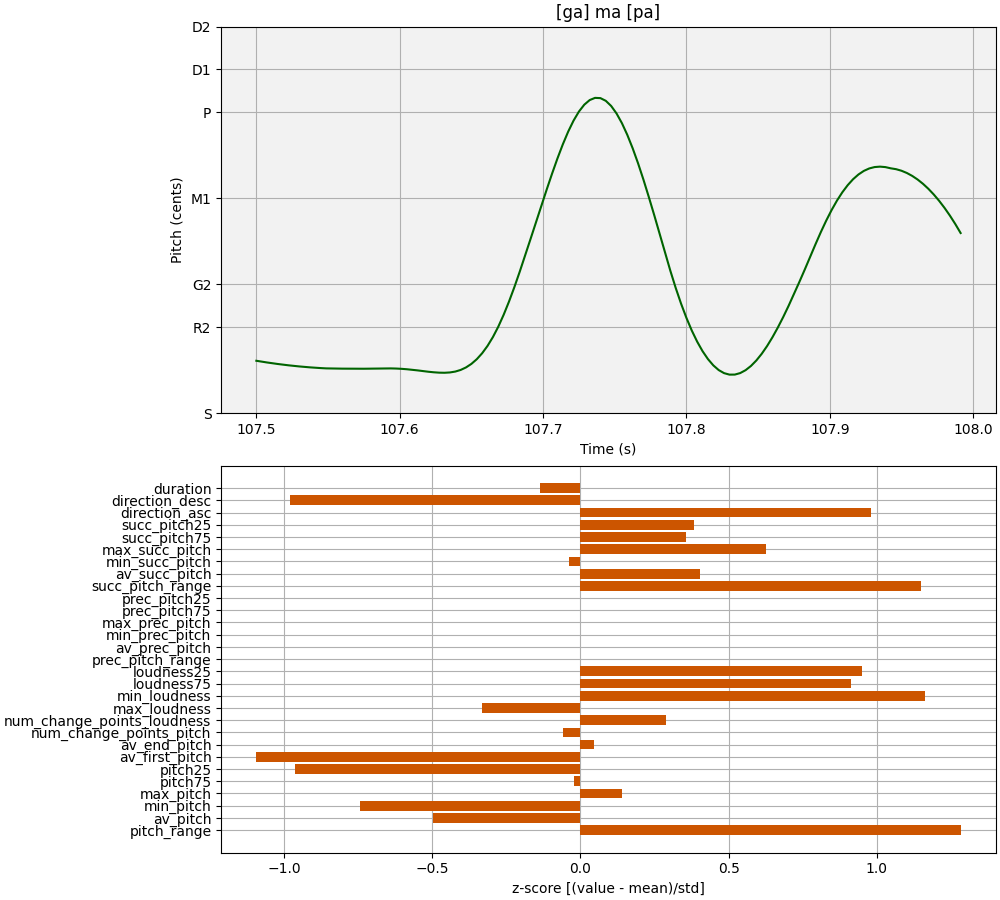 [ga] ma [pa]
D2
D1
P
M1
G2
R2
S
Pitch (cents)
107.5 107.6 107.7 107.8 107.9 108.0
Time (s)
duration
direction_desc
direction_asc
succ_pitch25
succ_pitch75
max_succ_pitch
min_succ_pitch
av_succ_pitch
succ_pitch_range
prec_pitch25
prec_pitch75
max_prec_pitch
min_prec_pitch
av_prec_pitch
prec_pitch_range
loudness25
loudness75
min_loudness
max_loudness
num_change_points_loudness
num_change_points_pitch
av_end_pitch
av_first_pitch
pitch25
pitch75
max_pitch
min_pitch
av_pitch
pitch_range
−1.0 −0.5 0.0 0.5 1.0
z-score [(value - mean)/std]